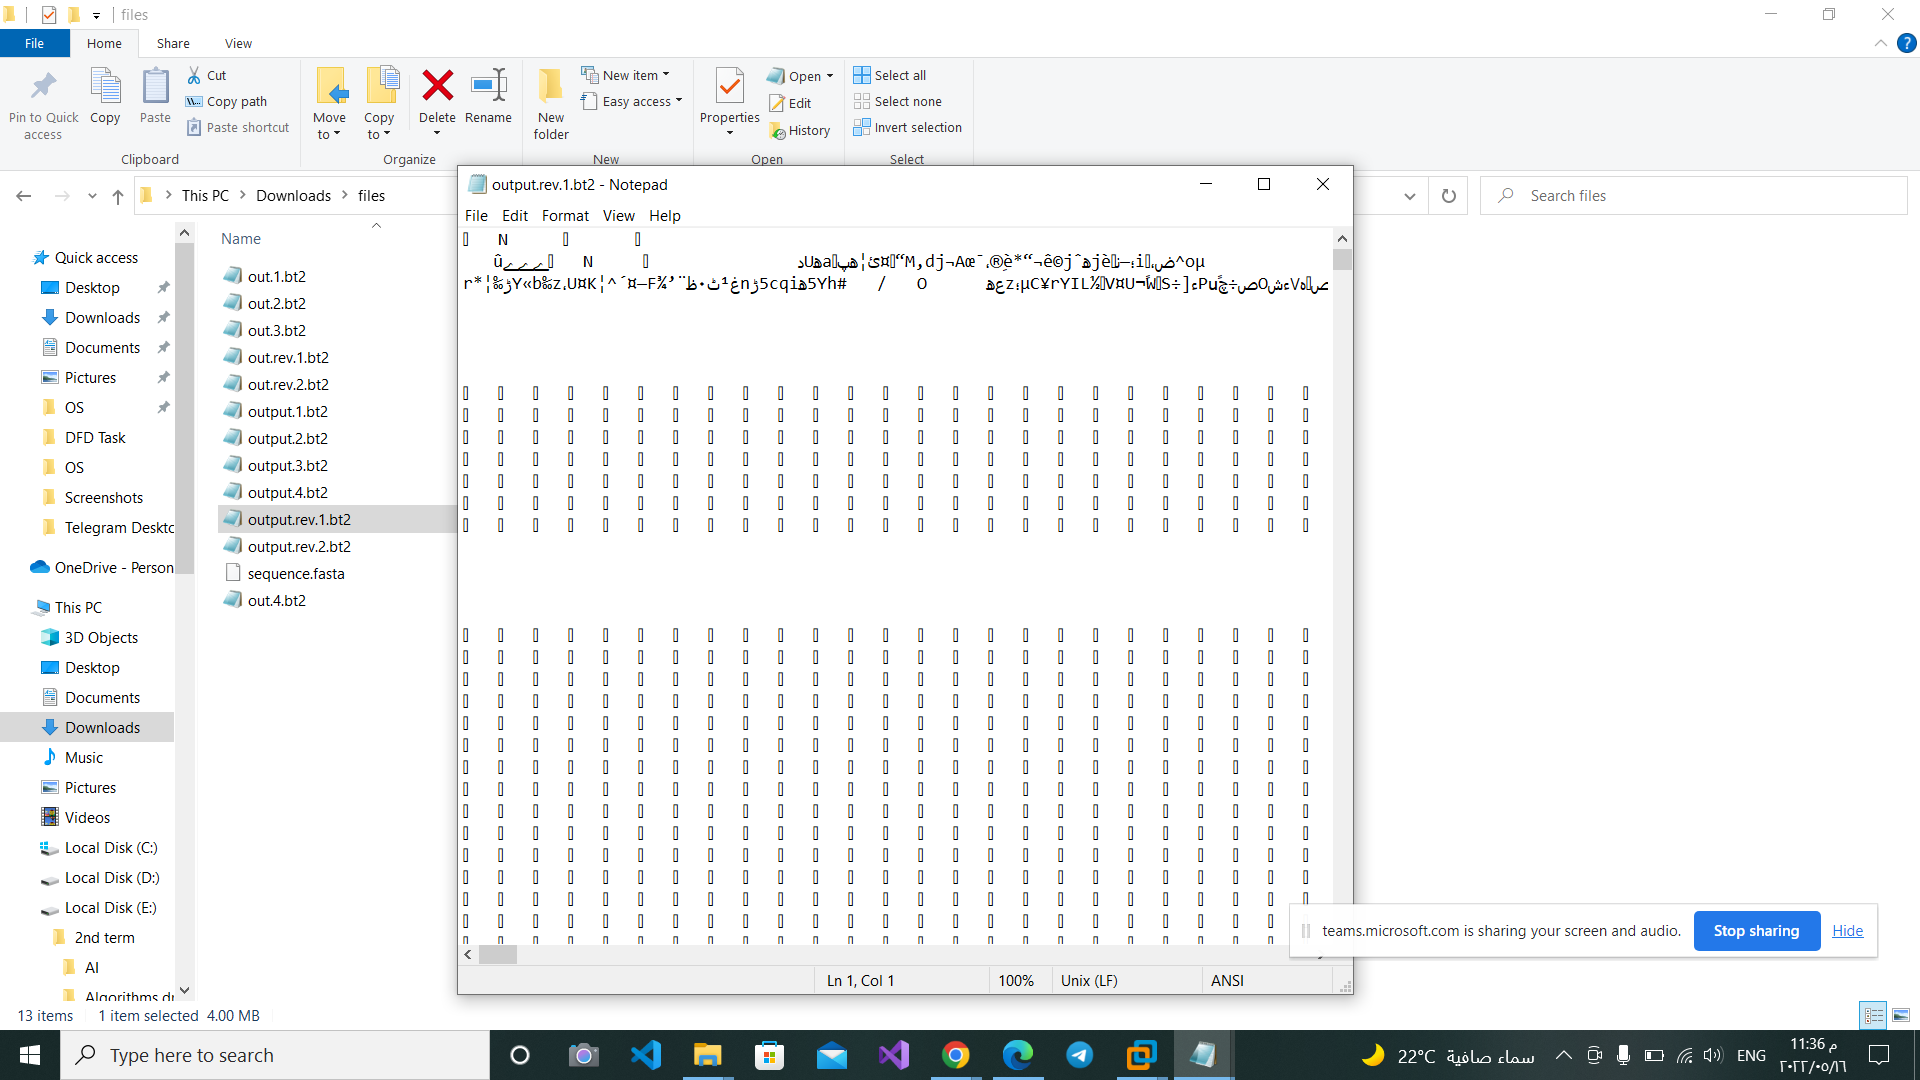 files
File
Home
Share
View
Pin to Quick access
Copy
Paste
Cut
Copy path
Paste shortcut
Clipboard
Move to
Copy to
Delete
Rename
Organize
New folder
New item
Easy access
New
Properties
Open
Edit
History
Open
Select all
Select none
Invert selection
Select
This PC
Downloads
files
Search files
Quick access
Desktop
Downloads
Documents
Pictures
OS
DFD Task
OS
Screenshots
Telegram Deskto
OneDrive - Person
This PC
3D Objects
Desktop
Documents
Downloads
Music
Pictures
Videos
Local Disk (C:)
Local Disk (D:)
Local Disk (E:)
2nd term
AI
Algorithms
Name
out.1.bt2
out.2.bt2
out.3.bt2
out.rev.1.bt2
out.rev.2.bt2
output.1.bt2
output.2.bt2
output.3.bt2
output.4.bt2
output.rev.1.bt2
output.rev.2.bt2
sequence.fasta
out.4.bt2
output.rev.1.bt2 - Notepad
File Edit Format View Help
N
N
Ln 1, Col 1
100%
Unix (LF)
ANSI
teams.microsoft.com is sharing your screen and audio.
Stop sharing
Hide
13 items
1 item selected 4.00 MB
Type here to search
22°C سماء صافية
ENG
11:36 م
٢٠٢٢/٠٥/١٦